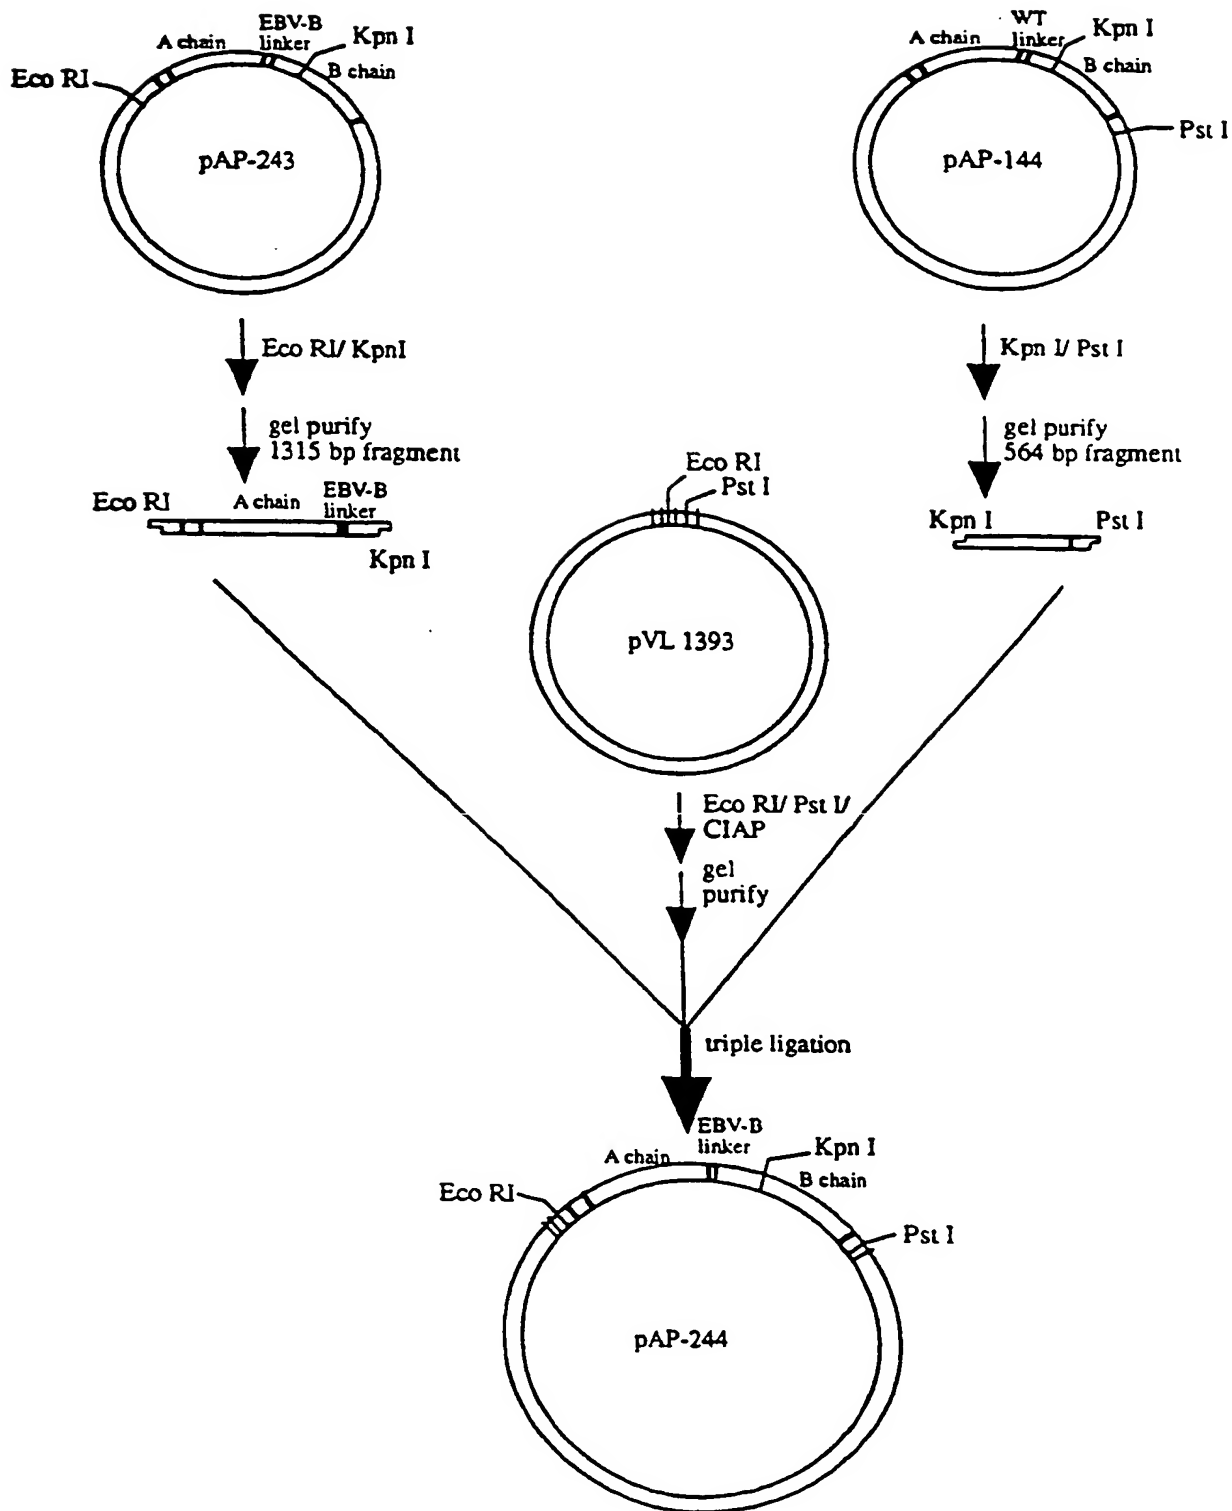 A chain
EBV-B
linker
Kpn I
B chain
Eco RI
pAP-243
A chain
WT
linker
Kpn I
B chain
Pst I
pAP-144
Eco RI/ KpnI
gel purify
1315 bp fragment
Kpn I/ Pst I
gel purify
564 bp fragment
Eco RI
A chain
EBV-B
linker
Kpn I
Eco RI
Pst I
Kpn I
Pst I
pVL 1393
Eco RI/ Pst I/
CIAP
gel
purify
triple ligation
A chain
EBV-B
linker
Kpn I
B chain
Eco RI
Pst I
pAP-244